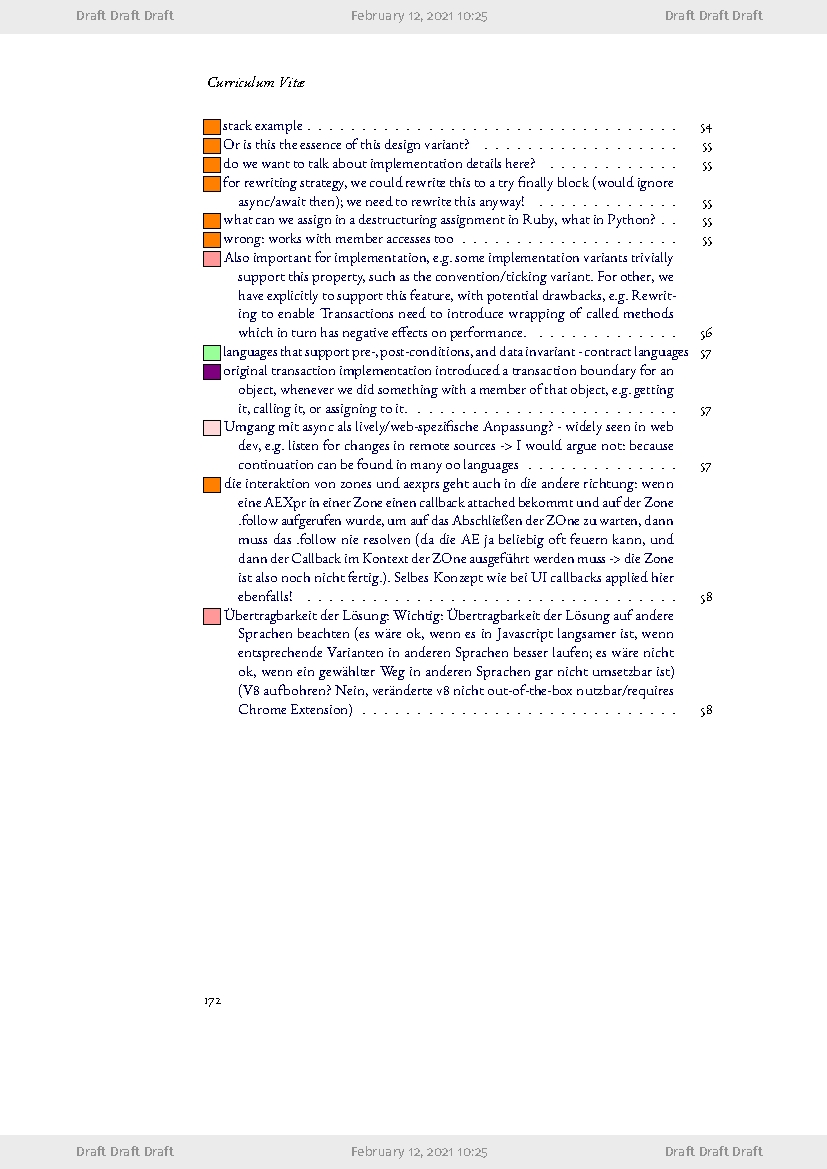 Draft Draft Draft February 12, 2021 10:25 Draft Draft Draft
Curriculum Vitæ
stack example . . . . . . . . . . . . . . . . . . . . . . . . . . . . . . . . . . 54
Or is this the essence of this design variant? . . . . . . . . . . . . . . . . . . 55
do we want to talk about implementation details here? . . . . . . . . . . . . 55
for rewriting strategy, we could rewrite this to a try finally block (would ignore
async/await then); we need to rewrite this anyway! . . . . . . . . . . . . . 55
what can we assign in a destructuring assignment in Ruby, what in Python? . . 55
wrong: works with member accesses too . . . . . . . . . . . . . . . . . . . . 55
Also important for implementation, e.g. some implementation variants trivially
support this property, such as the convention/ticking variant. For other, we
have explicitly to support this feature, with potential drawbacks, e.g. Rewrit-
ing to enable Transactions need to introduce wrapping of called methods
which in turn has negative effects on performance. . . . . . . . . . . . . . 56
languages that support pre-, post-conditions, and data invariant - contract languages 57
original transaction implementation introduced a transaction boundary for an
object, whenever we did something with a member of that object, e.g. getting
it, calling it, or assigning to it. . . . . . . . . . . . . . . . . . . . . . . . . 57
Umgang mit async als lively/web-spezifische Anpassung? - widely seen in web
dev, e.g. listen for changes in remote sources -> I would argue not: because
continuation can be found in many oo languages . . . . . . . . . . . . . . 57
die interaktion von zones und aexprs geht auch in die andere richtung: wenn
eine AEXpr in einer Zone einen callback attached bekommt und auf der Zone
.follow aufgerufen wurde, um auf das Abschließen der ZOne zu warten, dann
muss das .follow nie resolven (da die AE ja beliebig oft feuern kann, und
dann der Callback im Kontext der ZOne ausgeführt werden muss -> die Zone
ist also noch nicht fertig.). Selbes Konzept wie bei UI callbacks applied hier
ebenfalls! . . . . . . . . . . . . . . . . . . . . . . . . . . . . . . . . . . 58
Übertragbarkeit der Lösung: Wichtig: Übertragbarkeit der Lösung auf andere
Sprachen beachten (es wäre ok, wenn es in Javascript langsamer ist, wenn
entsprechende Varianten in anderen Sprachen besser laufen; es wäre nicht
ok, wenn ein gewählter Weg in anderen Sprachen gar nicht umsetzbar ist)
(V8 aufbohren? Nein, veränderte v8 nicht out-of-the-box nutzbar/requires
Chrome Extension) . . . . . . . . . . . . . . . . . . . . . . . . . . . . . 58
172
Draft Draft Draft February 12, 2021 10:25 Draft Draft Draft